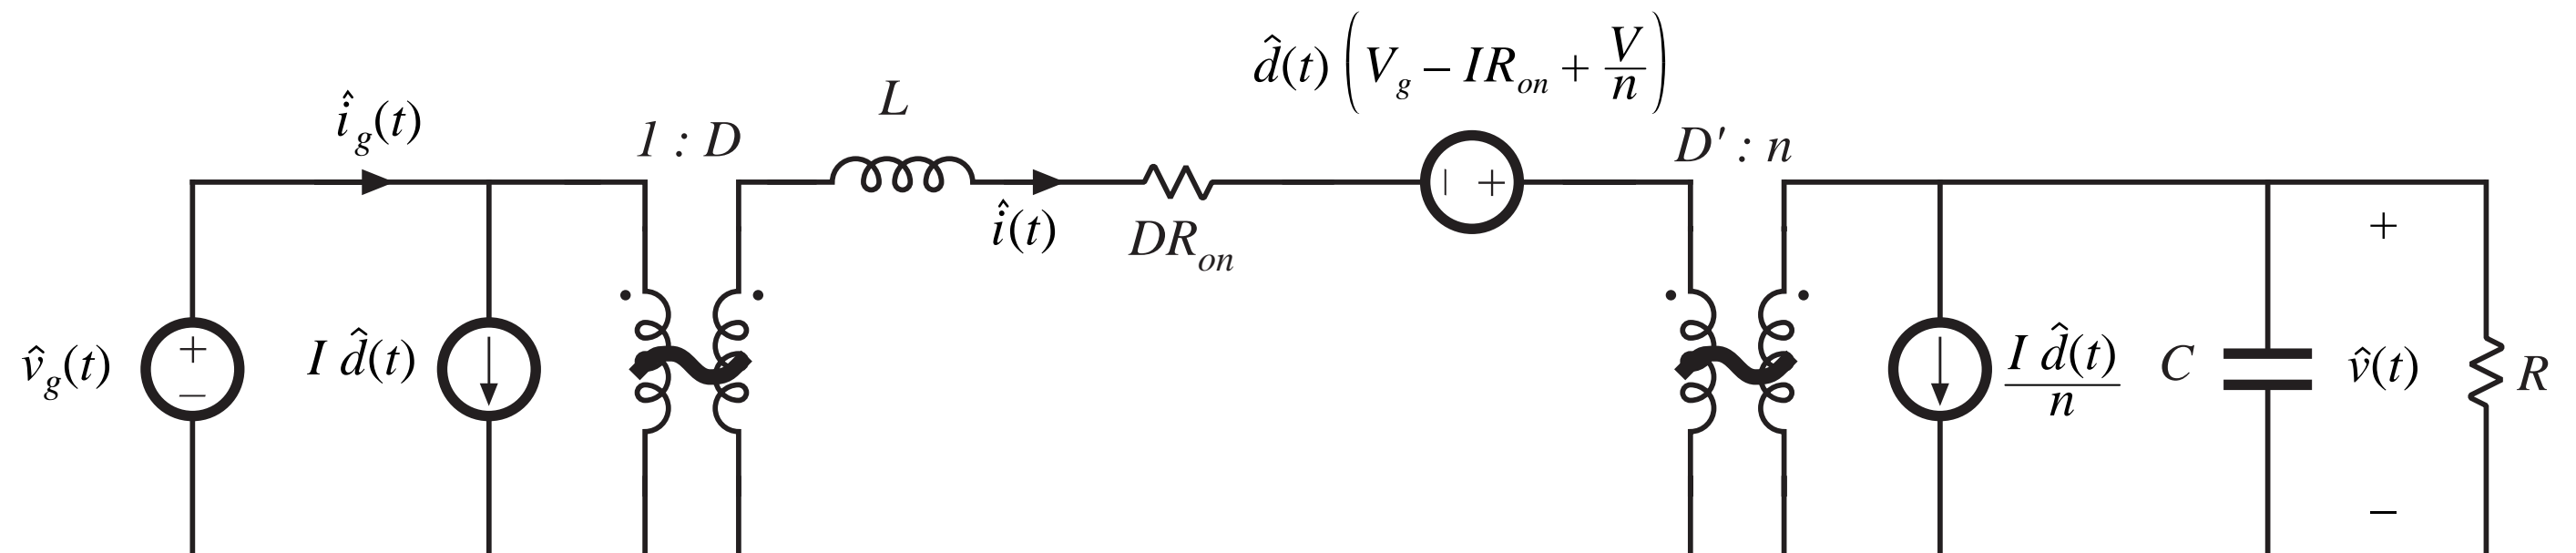 d̂(t) (V_g – IR_on + V/n)
î_g(t)
1 : D
L
D′ : n
î(t)
DR_on
v̂_g(t)
+
–
I d̂(t)
+
I d̂(t)/n
C
+
v̂(t)
–
R